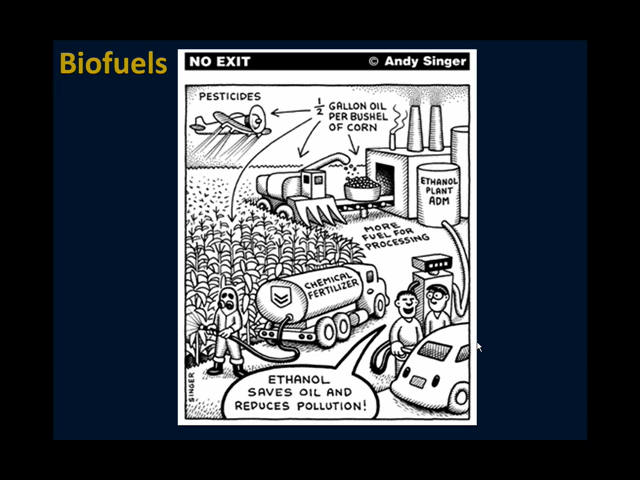 Biofuels
NO EXIT © Andy Singer
PESTICIDES
1/2 GALLON OIL
PER BUSHEL
OF CORN
ETHANOL
PLANT
ADM
MORE
FUEL FOR
PROCESSING
CHEMICAL
FERTILIZER
ETHANOL
SAVES OIL AND
REDUCES POLLUTION!
SINGER